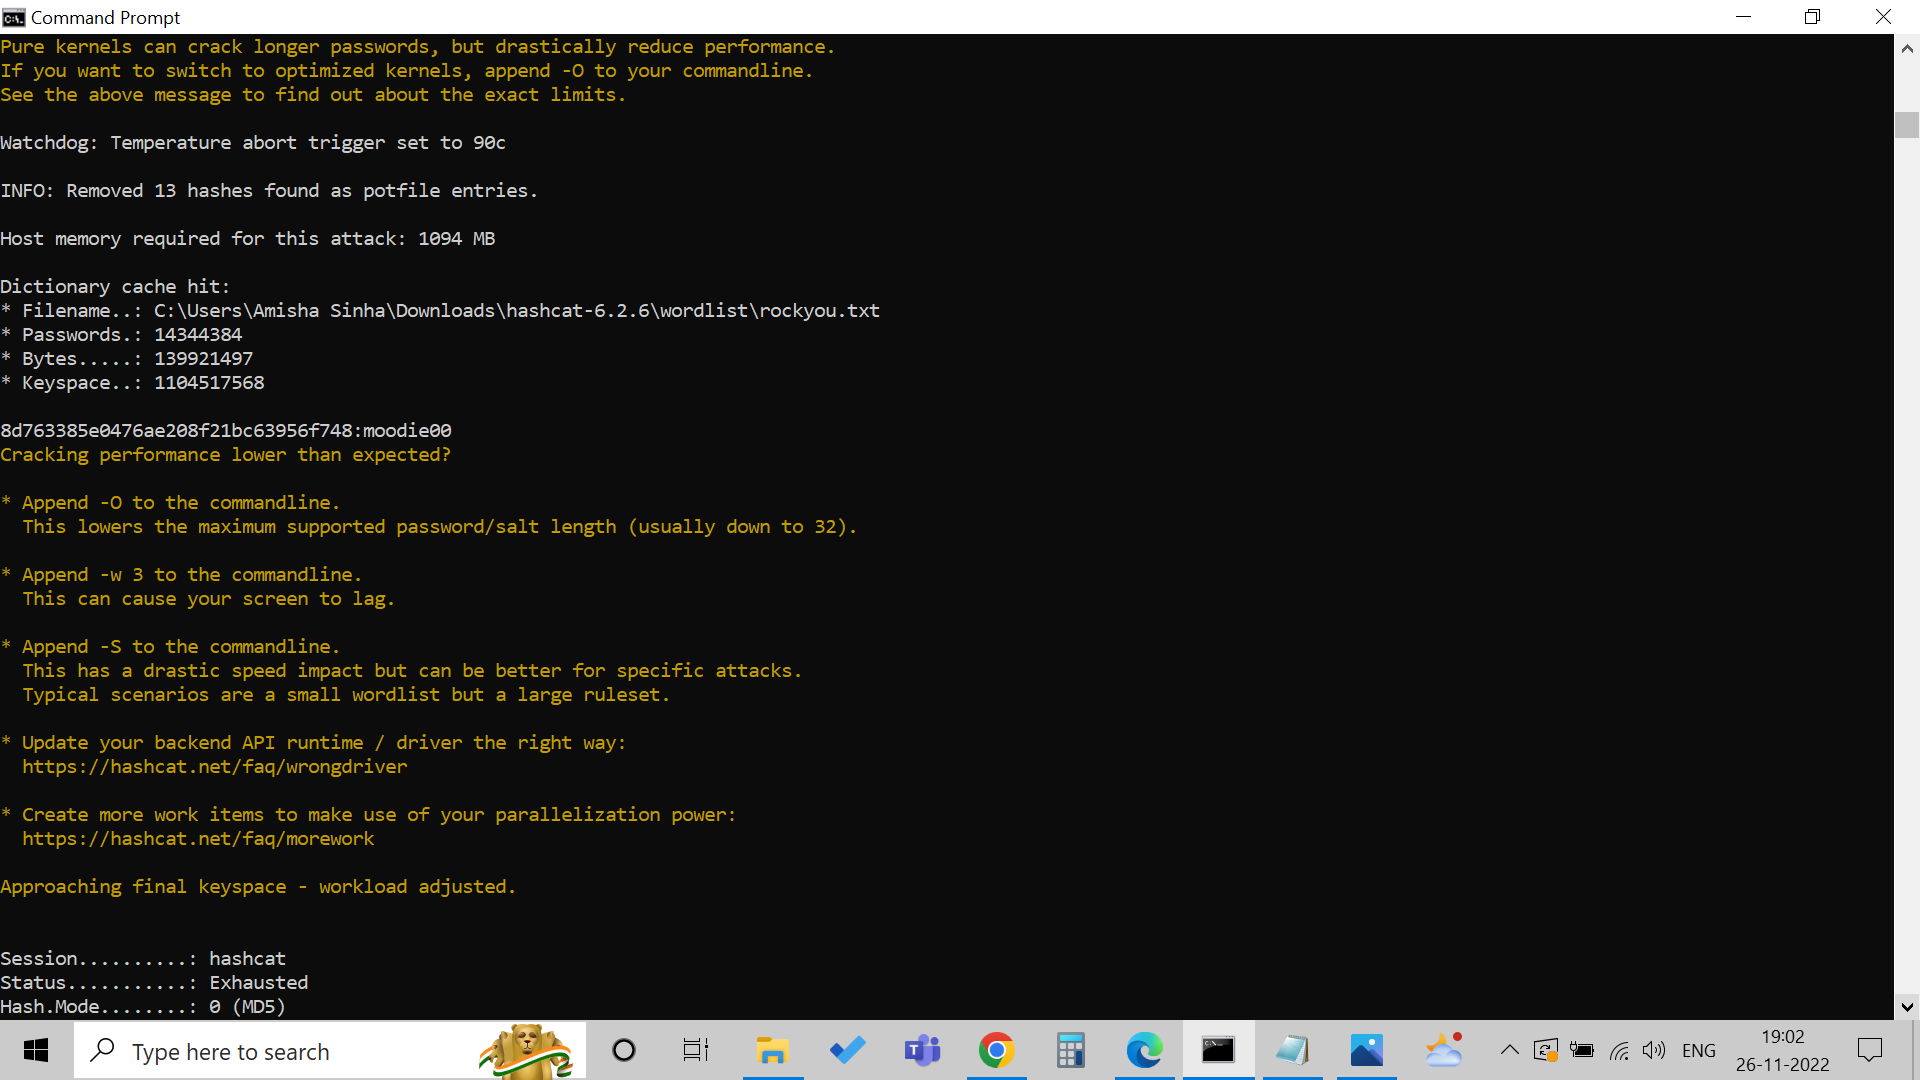 Command Prompt
Pure kernels can crack longer passwords, but drastically reduce performance.
If you want to switch to optimized kernels, append -O to your commandline.
See the above message to find out about the exact limits.
Watchdog: Temperature abort trigger set to 90c
INFO: Removed 13 hashes found as potfile entries.
Host memory required for this attack: 1094 MB
Dictionary cache hit:
* Filename..: C:\Users\Amisha Sinha\Downloads\hashcat-6.2.6\wordlist\rockyou.txt
* Passwords.: 14344384
* Bytes.....: 139921497
* Keyspace..: 1104517568
8d763385e0476ae208f21bc63956f748:moodie00
Cracking performance lower than expected?
* Append -O to the commandline.
This lowers the maximum supported password/salt length (usually down to 32).
* Append -w 3 to the commandline.
This can cause your screen to lag.
* Append -S to the commandline.
This has a drastic speed impact but can be better for specific attacks.
Typical scenarios are a small wordlist but a large ruleset.
* Update your backend API runtime / driver the right way:
https://hashcat.net/faq/wrongdriver
* Create more work items to make use of your parallelization power:
https://hashcat.net/faq/morework
Approaching final keyspace - workload adjusted.
Session..........: hashcat
Status...........: Exhausted
Hash.Mode........: 0 (MD5)
Type here to search
ENG
19:02
26-11-2022